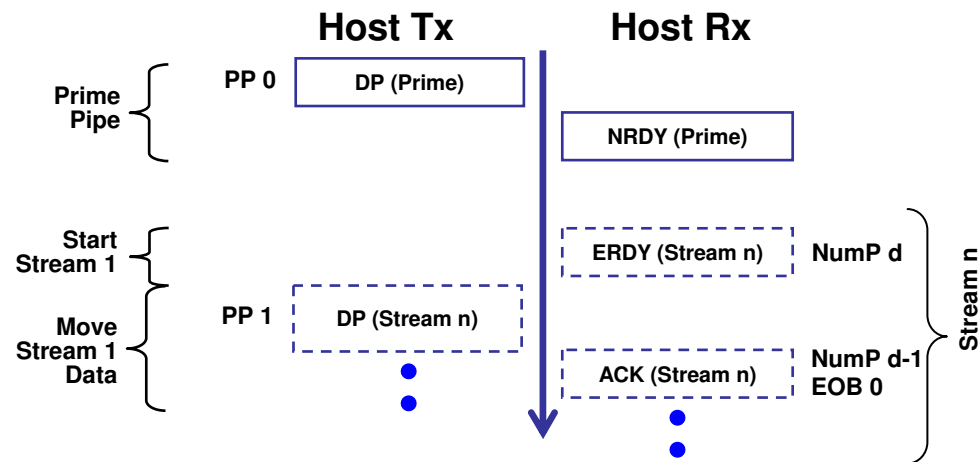 Host Tx
Host Rx
Prime
Pipe
PP 0
DP (Prime)
NRDY (Prime)
Start
Stream 1
ERDY (Stream n)
NumP d
Move
Stream 1
Data
PP 1
DP (Stream n)
ACK (Stream n)
NumP d-1
EOB 0
Stream n